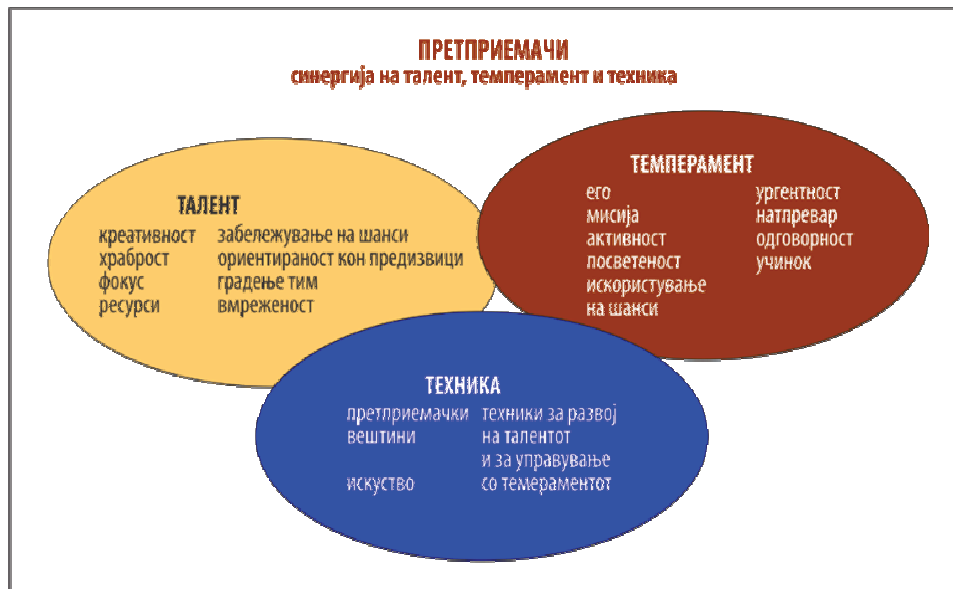 ПРЕТПРИЕМАЧИ
синергија на талент, темперамент и техника
ТАЛЕНТ
креативност забележување на шанси
храброст ориентираност кон предизвици
фокус градење тим
ресурси вмреженост
ТЕМПЕРАМЕНТ
его ургентност
мисија натпревар
активност одговорност
посветеност учинок
искористување
на шанси
ТЕХНИКА
претприемачки техники за развој
вештини на талентот
и за управување
искуство со темераментот